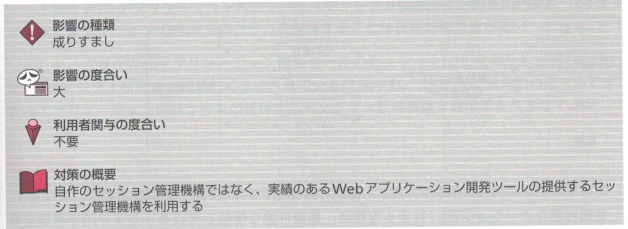 影響の種類
成りすまし
影響の度合い
大
利用者関与の度合い
不要
対策の概要
自作のセッション管理機構ではなく、実績のあるWebアプリケーション開発ツールの提供するセッ
ション管理機構を利用する